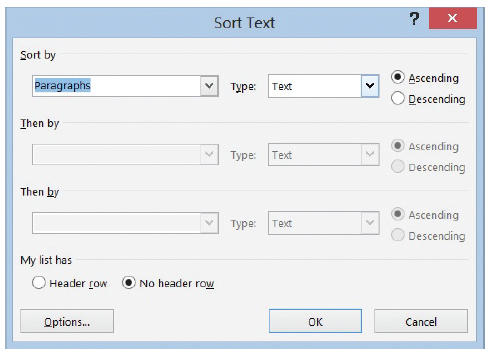 Sort Text ?
Sort by
Paragraphs Type: Text Ascending
Descending
Then by
Type: Text Ascending
Descending
Then by
Type: Text Ascending
Descending
My list has
Header row No header row
Options... OK Cancel